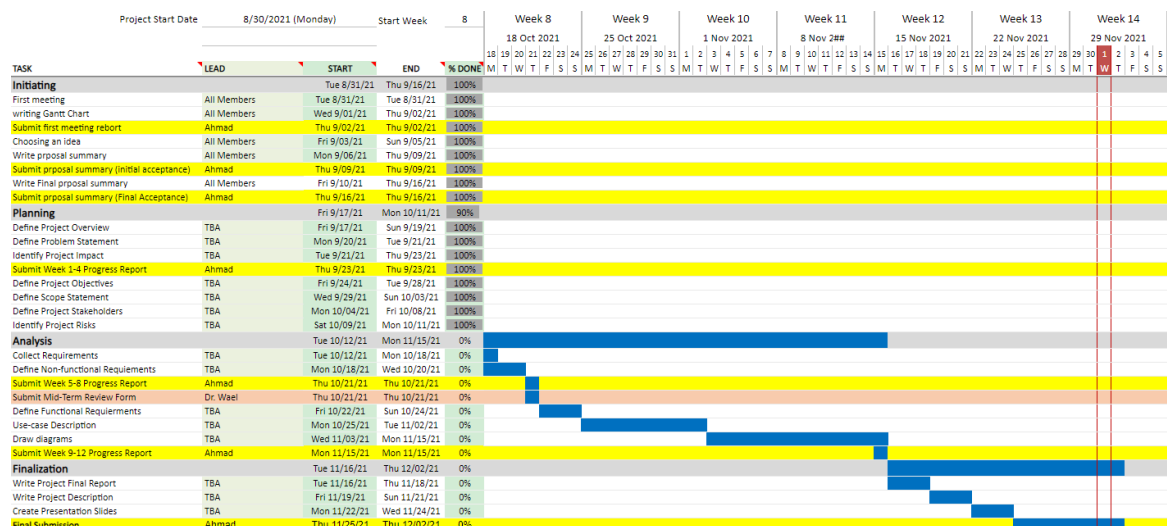 Project Start Date 8/30/2021 (Monday) Start Week 8 Week 8 Week 9 Week 10 Week 11 Week 12 Week 13 Week 14
18 Oct 2021 25 Oct 2021 1 Nov 2021 8 Nov 2## 15 Nov 2021 22 Nov 2021 29 Nov 2021
18 19 20 21 22 23 24 25 26 27 28 29 30 31 1 2 3 4 5 6 7 8 9 10 11 12 13 14 15 16 17 18 19 20 21 22 23 24 25 26 27 28 29 30 1 2 3 4 5
TASK LEAD START END % DONE M T W T F S S M T W T F S S M T W T F S S M T W T F S S M T W T F S S M T W T F S S M T W T F S S
Initiating Tue 8/31/21 Thu 9/16/21 100%
First meeting All Members Tue 8/31/21 Tue 8/31/21 100%
writing Gantt Chart All Members Wed 9/01/21 Thu 9/02/21 100%
Submit first meeting rebort Ahmad Thu 9/02/21 Thu 9/02/21 100%
Choosing an idea All Members Fri 9/03/21 Sun 9/05/21 100%
Write prposal summary All Members Mon 9/06/21 Thu 9/09/21 100%
Submit prposal summary (initial acceptance) Ahmad Thu 9/09/21 Thu 9/09/21 100%
Write Final prposal summary All Members Fri 9/10/21 Thu 9/16/21 100%
Submit prposal summary (Final Acceptance) Ahmad Thu 9/16/21 Thu 9/16/21 100%
Planning Fri 9/17/21 Mon 10/11/21 90%
Define Project Overview TBA Fri 9/17/21 Sun 9/19/21 100%
Define Problem Statement TBA Mon 9/20/21 Tue 9/21/21 100%
Identify Project Impact TBA Tue 9/21/21 Thu 9/23/21 100%
Submit Week 1-4 Progress Report Ahmad Thu 9/23/21 Thu 9/23/21 100%
Define Project Objectives TBA Fri 9/24/21 Tue 9/28/21 100%
Define Scope Statement TBA Wed 9/29/21 Sun 10/03/21 100%
Define Project Stakeholders TBA Mon 10/04/21 Fri 10/08/21 100%
Identify Project Risks TBA Sat 10/09/21 Mon 10/11/21 100%
Analysis Tue 10/12/21 Mon 11/15/21 0%
Collect Requirements TBA Tue 10/12/21 Mon 10/18/21 0%
Define Non-functional Requiements TBA Mon 10/18/21 Wed 10/20/21 0%
Submit Week 5-8 Progress Report Ahmad Thu 10/21/21 Thu 10/21/21 0%
Submit Mid-Term Review Form Dr. Wael Thu 10/21/21 Thu 10/21/21 0%
Define Functional Requierments TBA Fri 10/22/21 Sun 10/24/21 0%
Use-case Description TBA Mon 10/25/21 Tue 11/02/21 0%
Draw diagrams TBA Wed 11/03/21 Mon 11/15/21 0%
Submit Week 9-12 Progress Report Ahmad Mon 11/15/21 Mon 11/15/21 0%
Finalization Tue 11/16/21 Thu 12/02/21 0%
Write Project Final Report TBA Tue 11/16/21 Thu 11/18/21 0%
Write Project Description TBA Fri 11/19/21 Sun 11/21/21 0%
Create Presentation Slides TBA Mon 11/22/21 Wed 11/24/21 0%
Final Submission Ahmad Thu 11/25/21 Thu 12/02/21 0%